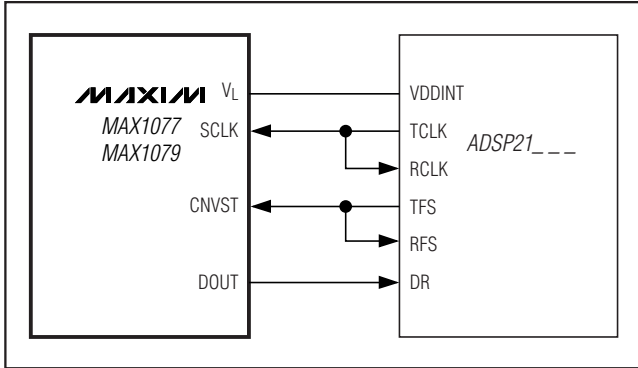 MAXIM
MAX1077
MAX1079
VL
SCLK
CNVST
DOUT
VDDINT
TCLK
RCLK
TFS
RFS
DR
ADSP21_ _ _